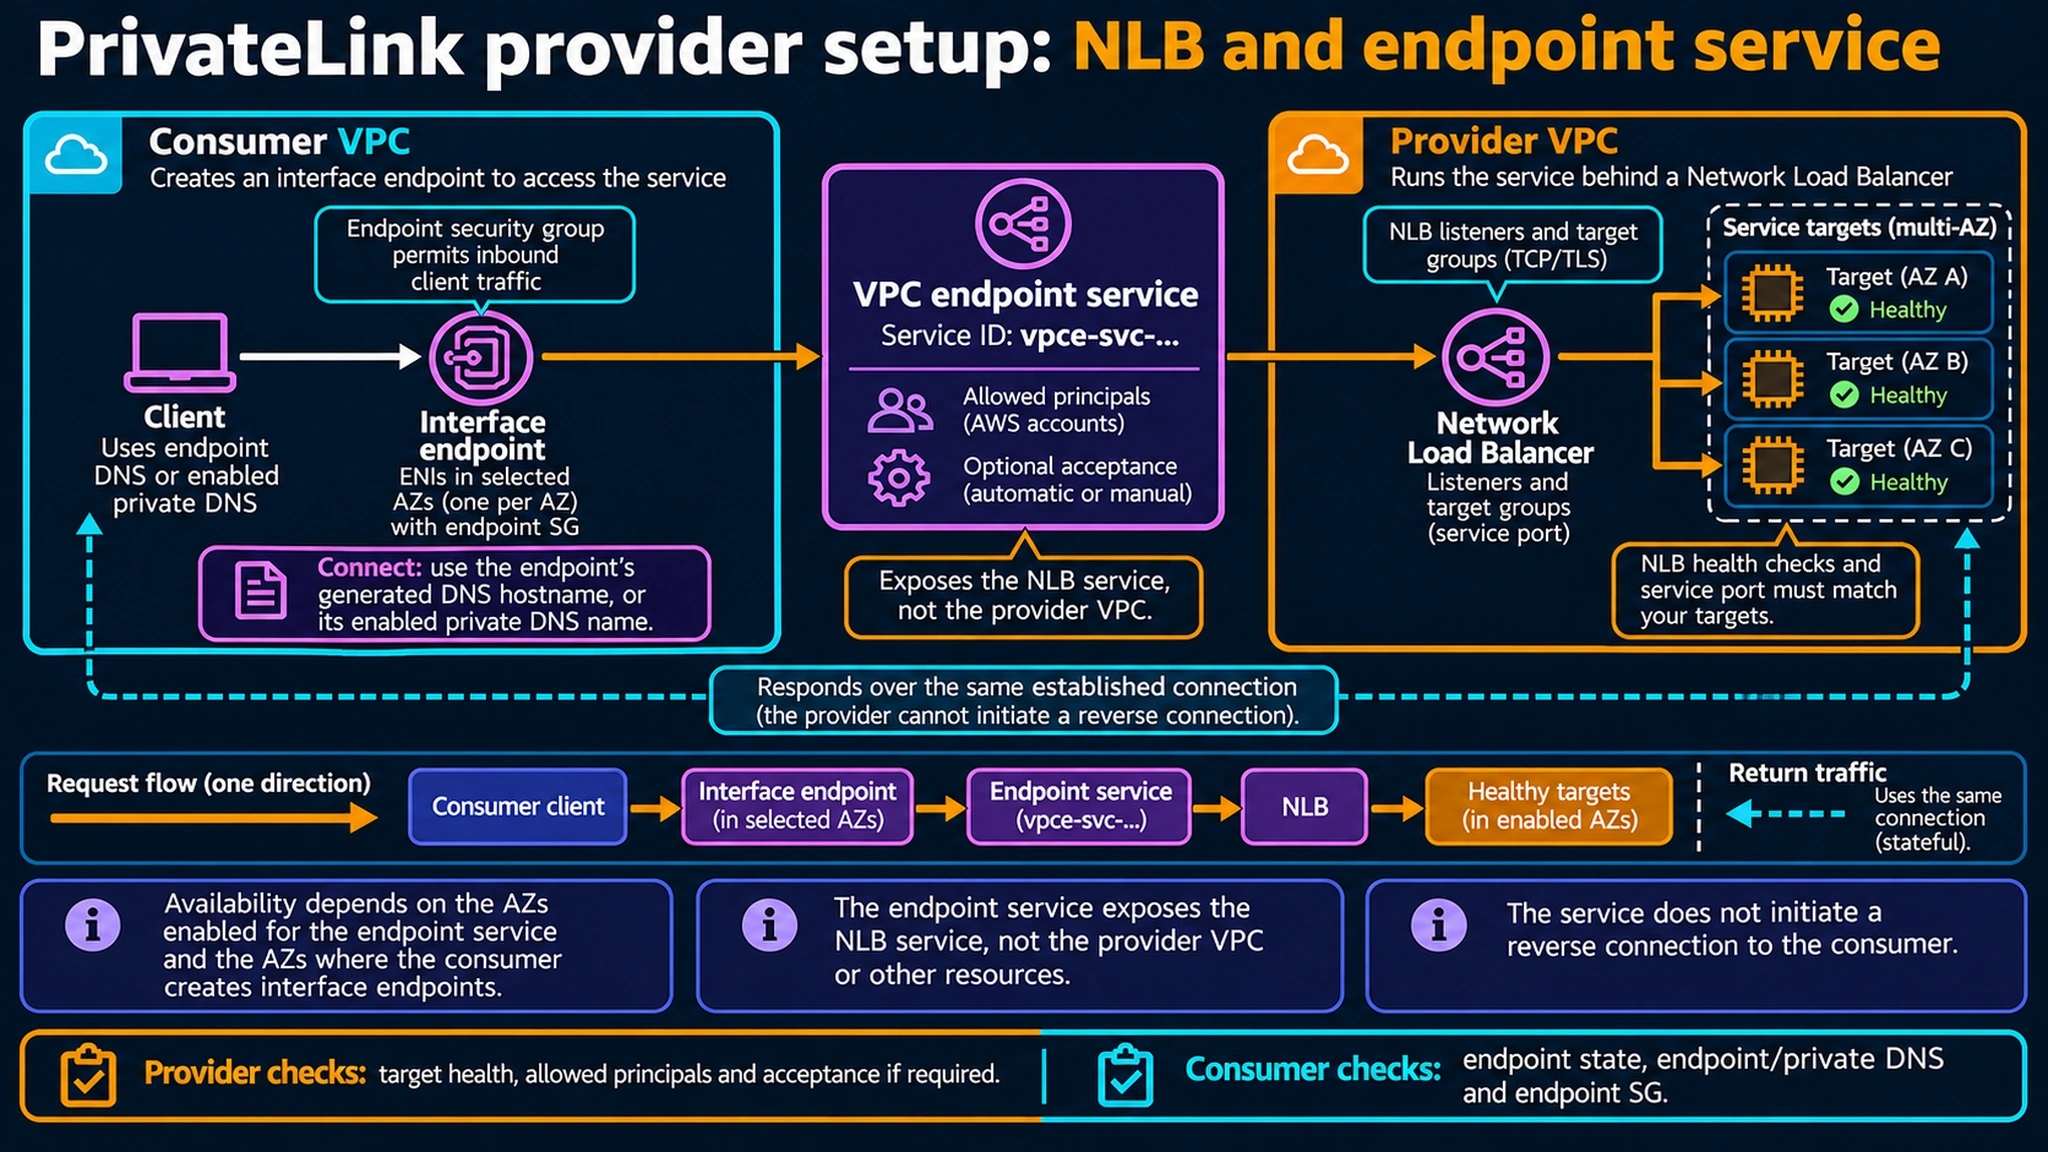 PrivateLink provider setup: NLB and endpoint service
Consumer VPC
Creates an interface endpoint to access the service
Endpoint security group
permits inbound
client traffic
Client
Uses endpoint
DNS or enabled
private DNS
Interface
endpoint
ENIs in selected
AZs (one per AZ)
with endpoint SG
Connect: use the endpoint's
generated DNS hostname, or
its enabled private DNS name.
VPC endpoint service
Service ID: vpce-svc-...
Allowed principals
(AWS accounts)
Optional acceptance
(automatic or manual)
Exposes the NLB service,
not the provider VPC.
Provider VPC
Runs the service behind a Network Load Balancer
NLB listeners and target
groups (TCP/TLS)
Network
Load Balancer
Listeners and
target groups
(service port)
Service targets (multi-AZ)
Target (AZ A)
Healthy
Target (AZ B)
Healthy
Target (AZ C)
Healthy
NLB health checks and
service port must match
your targets.
Responds over the same established connection
(the provider cannot initiate a reverse connection).
Request flow (one direction)
Consumer client
Interface endpoint
(in selected AZs)
Endpoint service
(vpce-svc-...)
NLB
Healthy targets
(in enabled AZs)
Return traffic
Uses the same
connection
(stateful).
Availability depends on the AZs
enabled for the endpoint service
and the AZs where the consumer
creates interface endpoints.
The endpoint service exposes the
NLB service, not the provider VPC
or other resources.
The service does not initiate a
reverse connection to the consumer.
Provider checks: target health, allowed principals and acceptance if required.
Consumer checks: endpoint state, endpoint/private DNS
and endpoint SG.